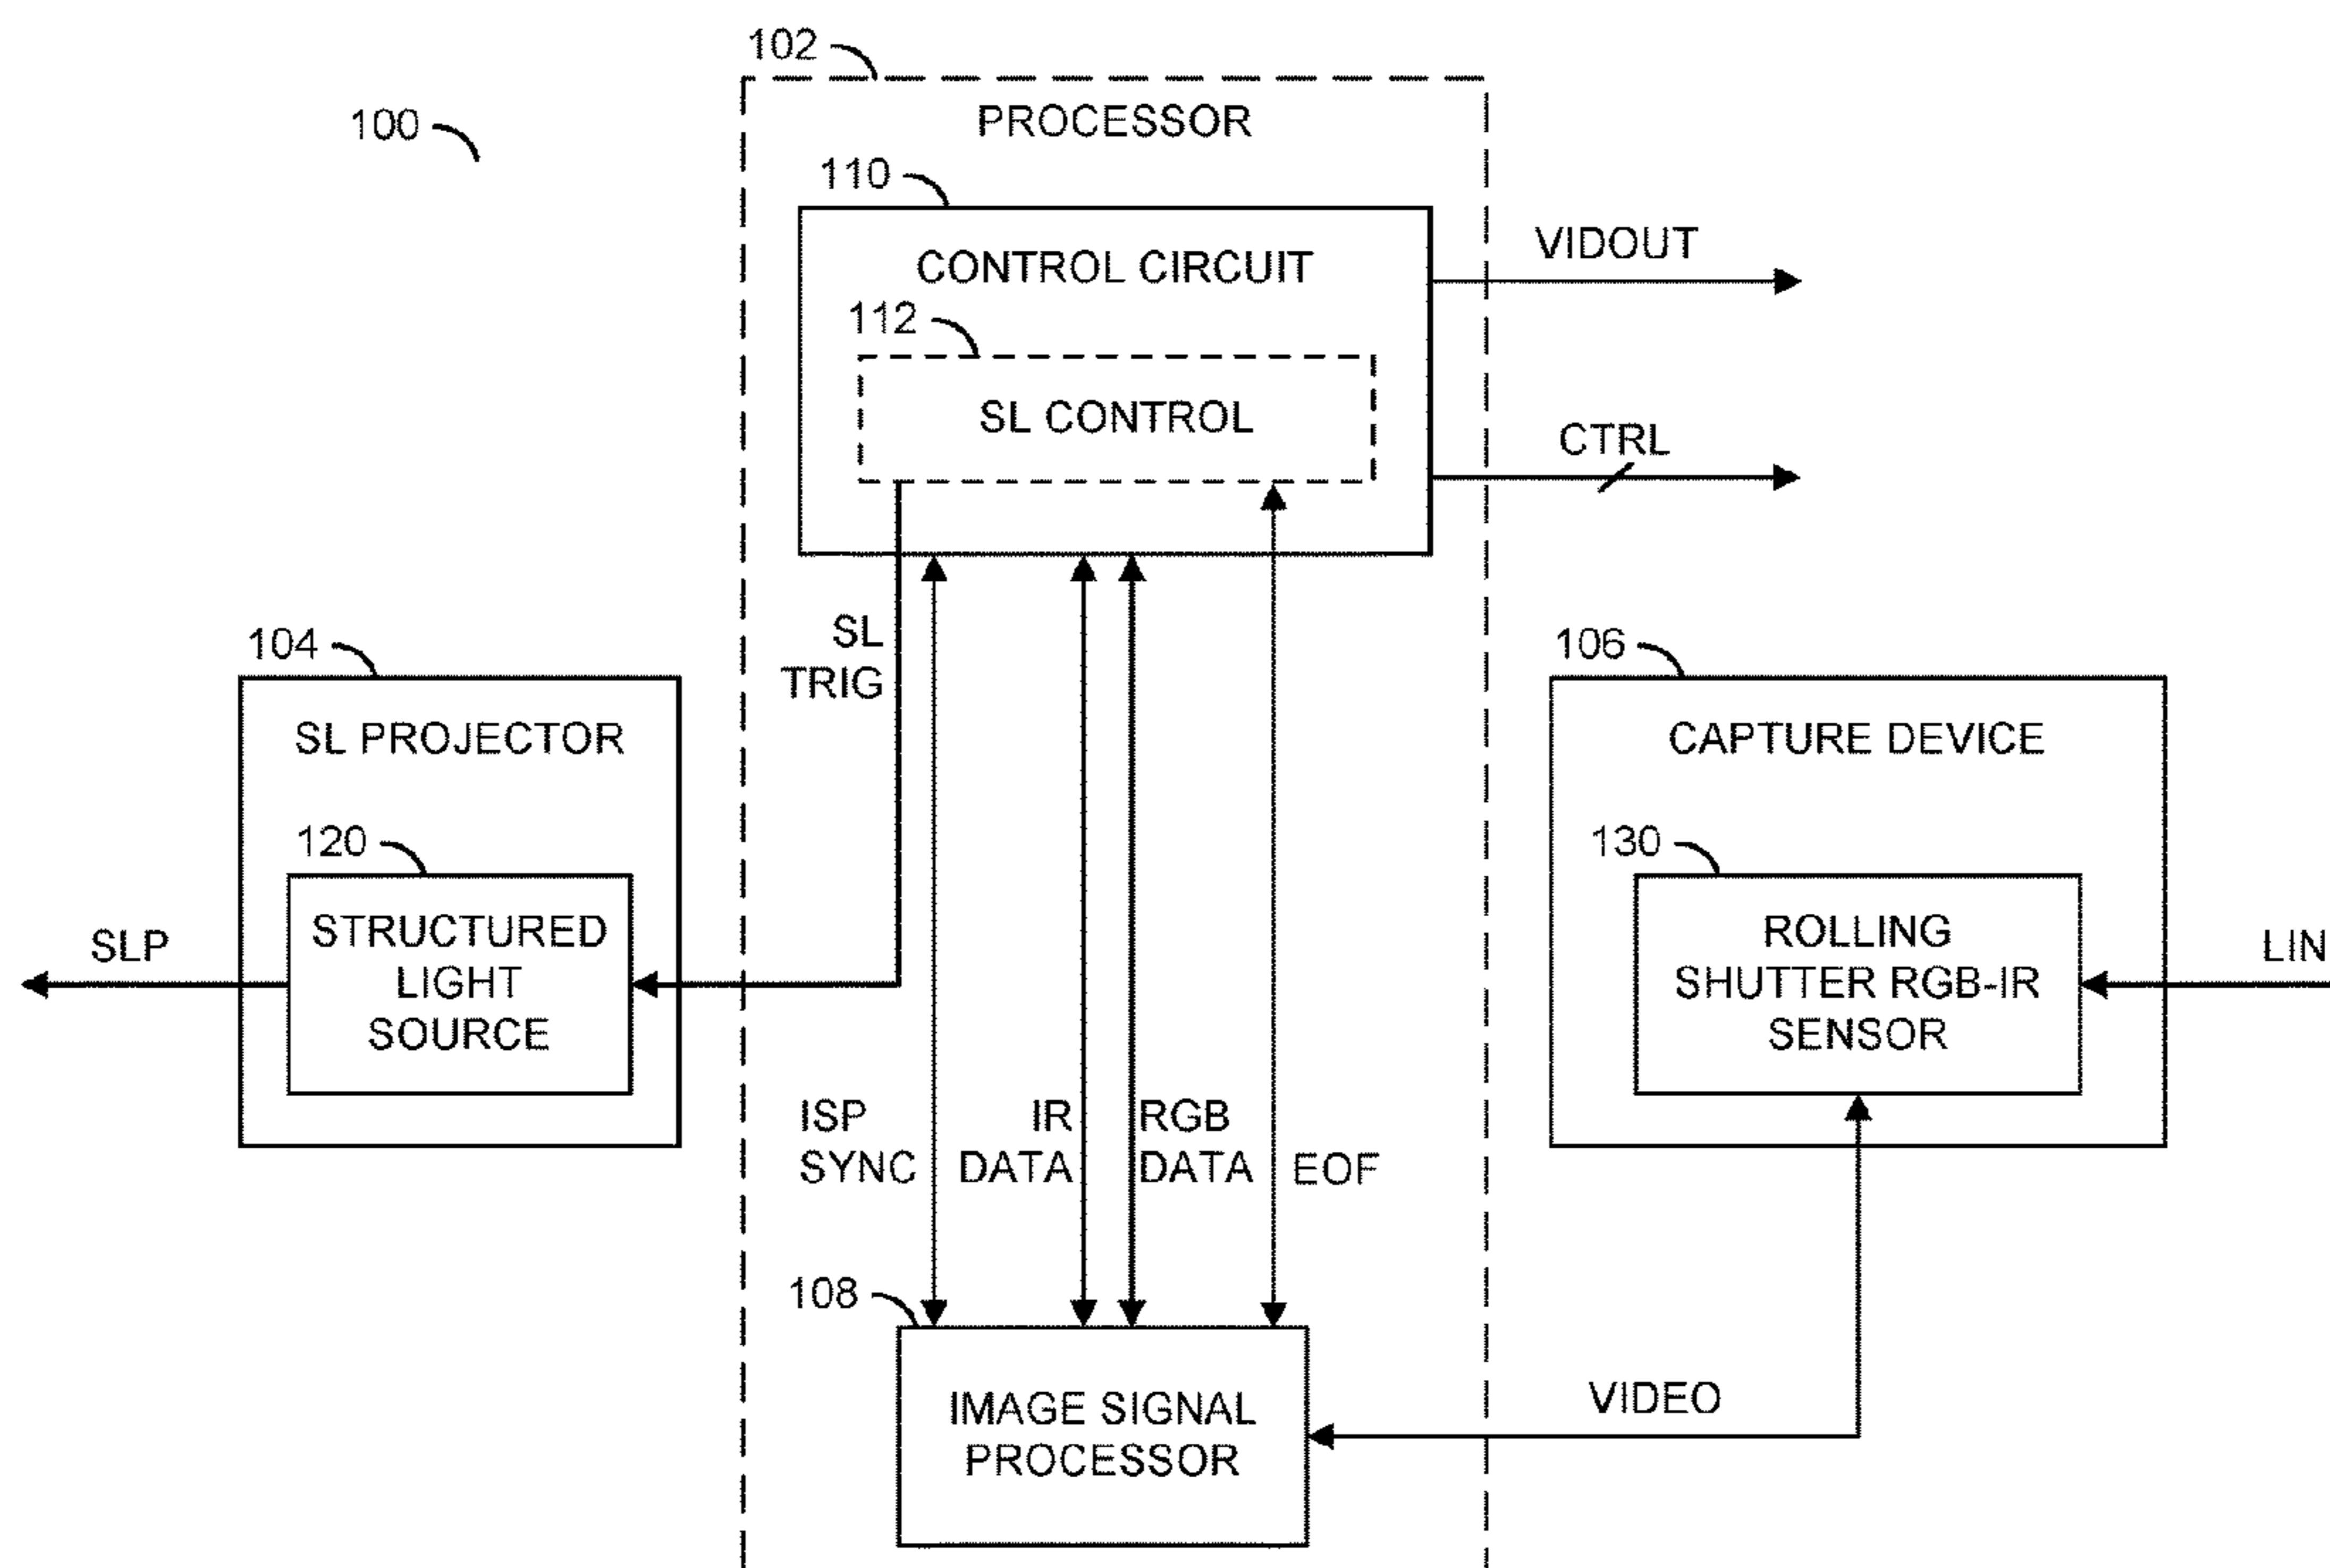 102
PROCESSOR
100
110
CONTROL CIRCUIT
VIDOUT
112
SL CONTROL
CTRL
SL
TRIG
104
SL PROJECTOR
106
CAPTURE DEVICE
120
STRUCTURED
LIGHT
SOURCE
SLP
130
ROLLING
SHUTTER RGB-IR
SENSOR
LIN
ISP
SYNC
IR
DATA
RGB
DATA
EOF
108
IMAGE SIGNAL
PROCESSOR
VIDEO